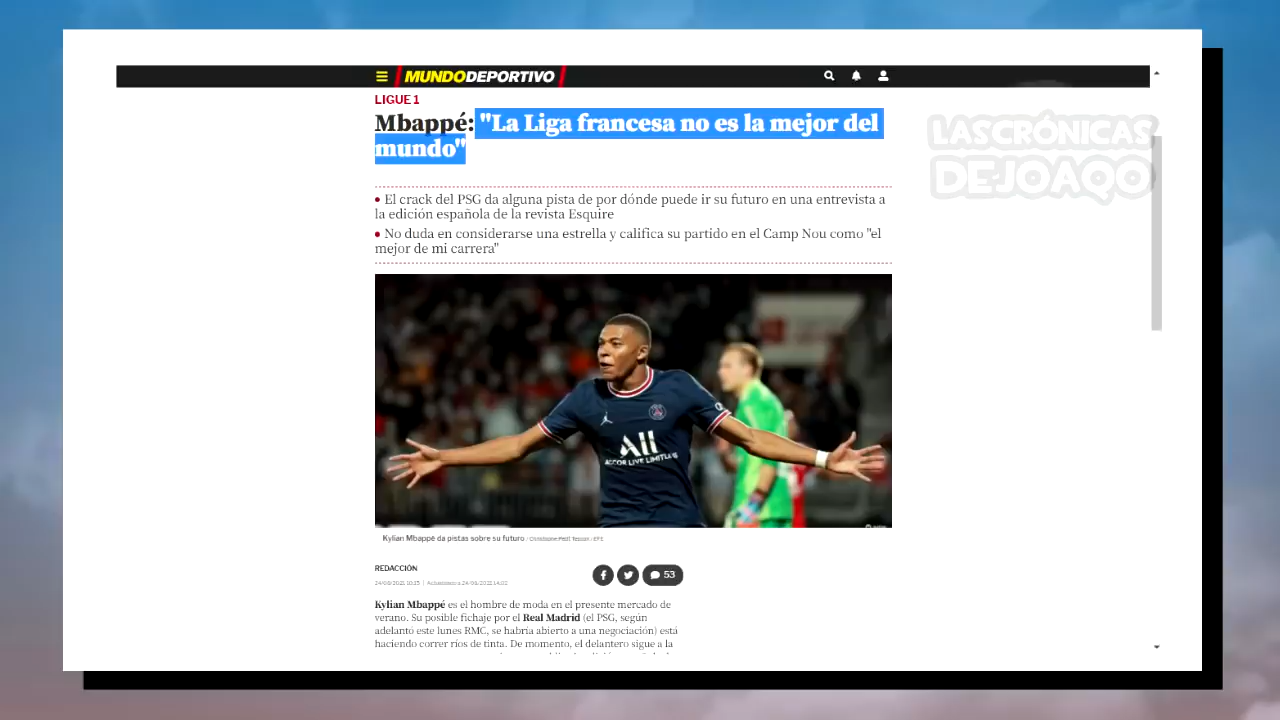 MUNDODEPORTIVO
LIGUE 1
Mbappé: "La Liga francesa no es la mejor del
mundo"
LASCRÓNICAS
DEJOAQO
El crack del PSG da alguna pista de por dónde puede ir su futuro en una entrevista a
la edición española de la revista Esquire
No duda en considerarse una estrella y califica su partido en el Camp Nou como "el
mejor de mi carrera"
ALL
ACCOR LIVE LIMITLESS
Kylian Mbappé da pistas sobre su futuro
REDACCIÓN
53
Kylian Mbappé es el hombre de moda en el presente mercado de
verano. Su posible fichaje por el Real Madrid (el PSG, según
adelantó este lunes RMC, se habría abierto a una negociación) está
haciendo correr ríos de tinta. De momento, el delantero sigue a la